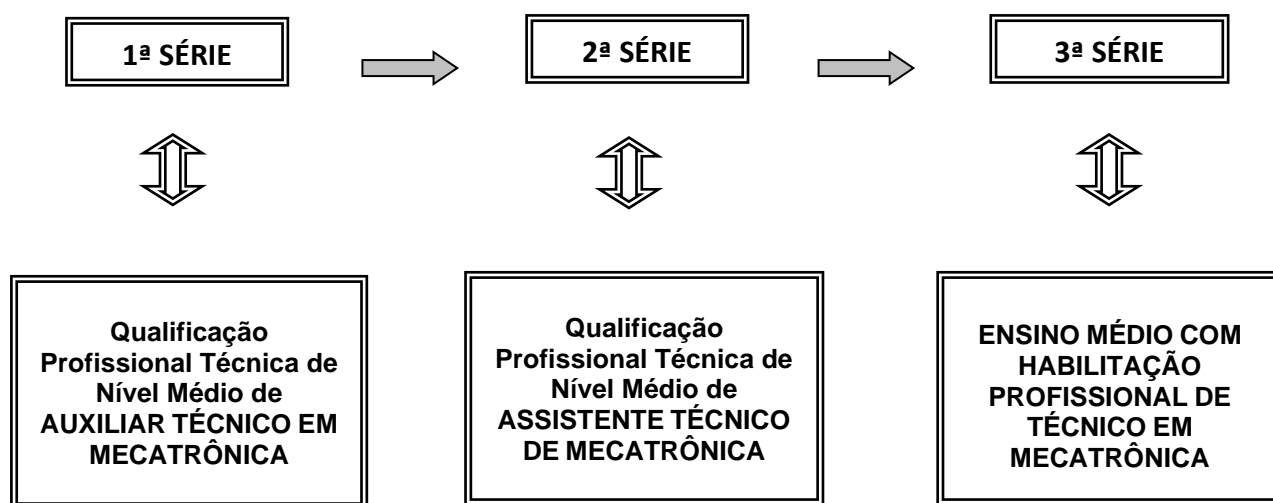 1ª SÉRIE
2ª SÉRIE
3ª SÉRIE
Qualificação
Profissional Técnica de
Nível Médio de
AUXILIAR TÉCNICO EM
MECATRÔNICA
Qualificação
Profissional Técnica de
Nível Médio de
ASSISTENTE TÉCNICO
DE MECATRÔNICA
ENSINO MÉDIO COM
HABILITAÇÃO
PROFISSIONAL DE
TÉCNICO EM
MECATRÔNICA